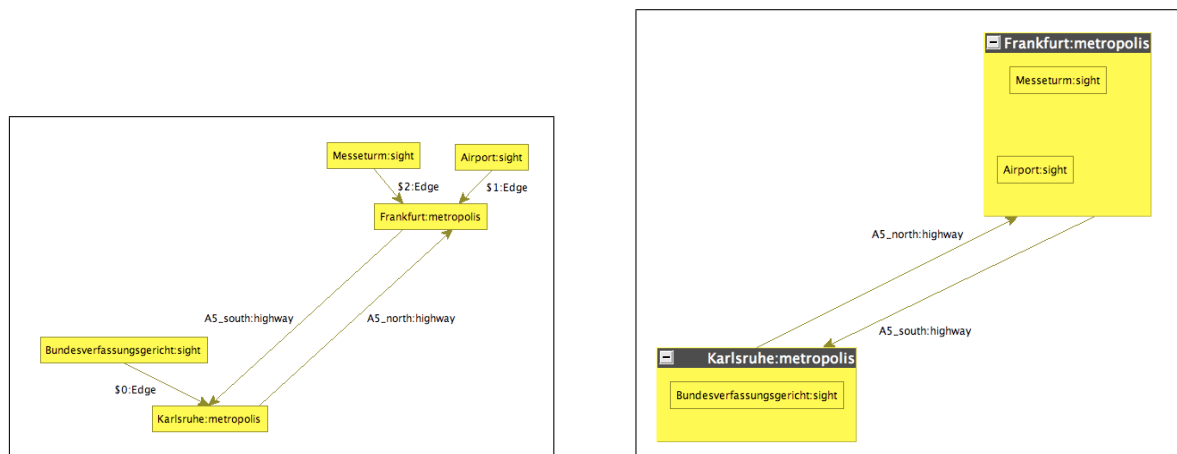 Messeturm:sight
Airport:sight
$2:Edge
$1:Edge
Frankfurt:metropolis
A5_south:highway
A5_north:highway
Bundesverfassungsgericht:sight
$0:Edge
Karlsruhe:metropolis
Frankfurt:metropolis
Messeturm:sight
Airport:sight
A5_north:highway
A5_south:highway
Karlsruhe:metropolis
Bundesverfassungsgericht:sight